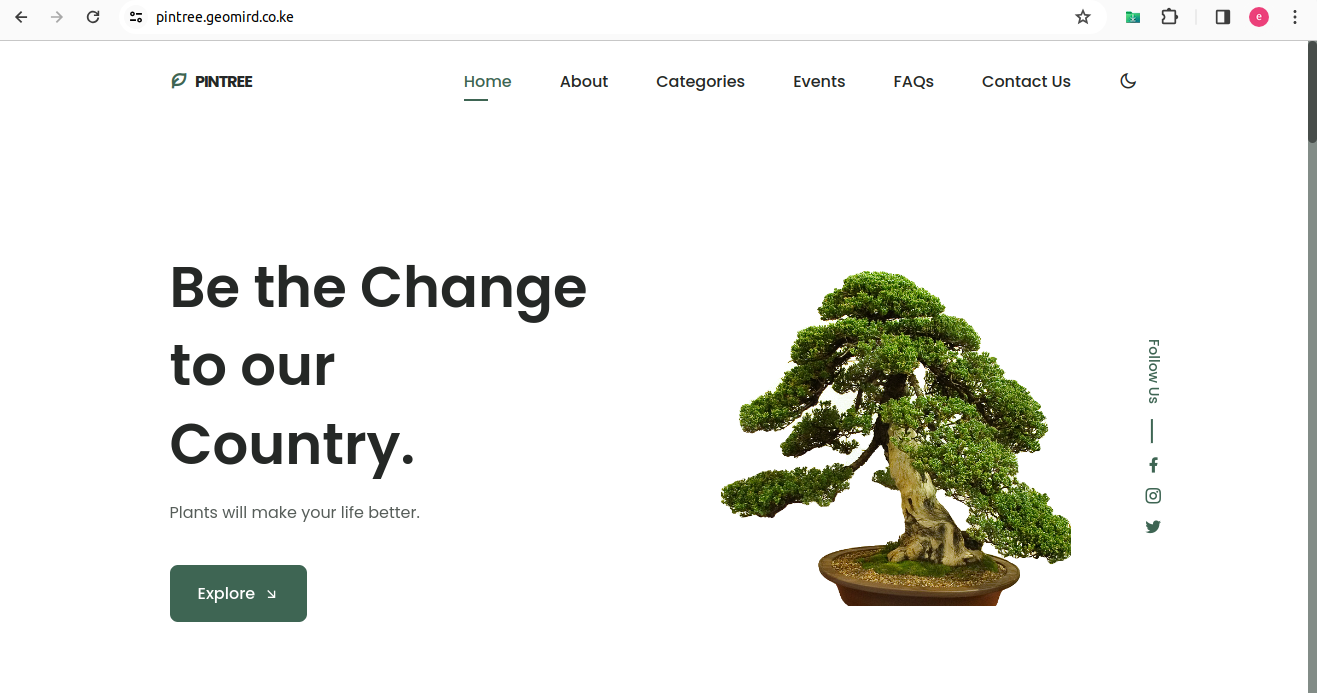 pintree.geomird.co.ke
e
PINTREE
Home About Categories Events FAQs Contact Us
Be the Change
to our
Country.
Plants will make your life better.
Explore
Follow Us